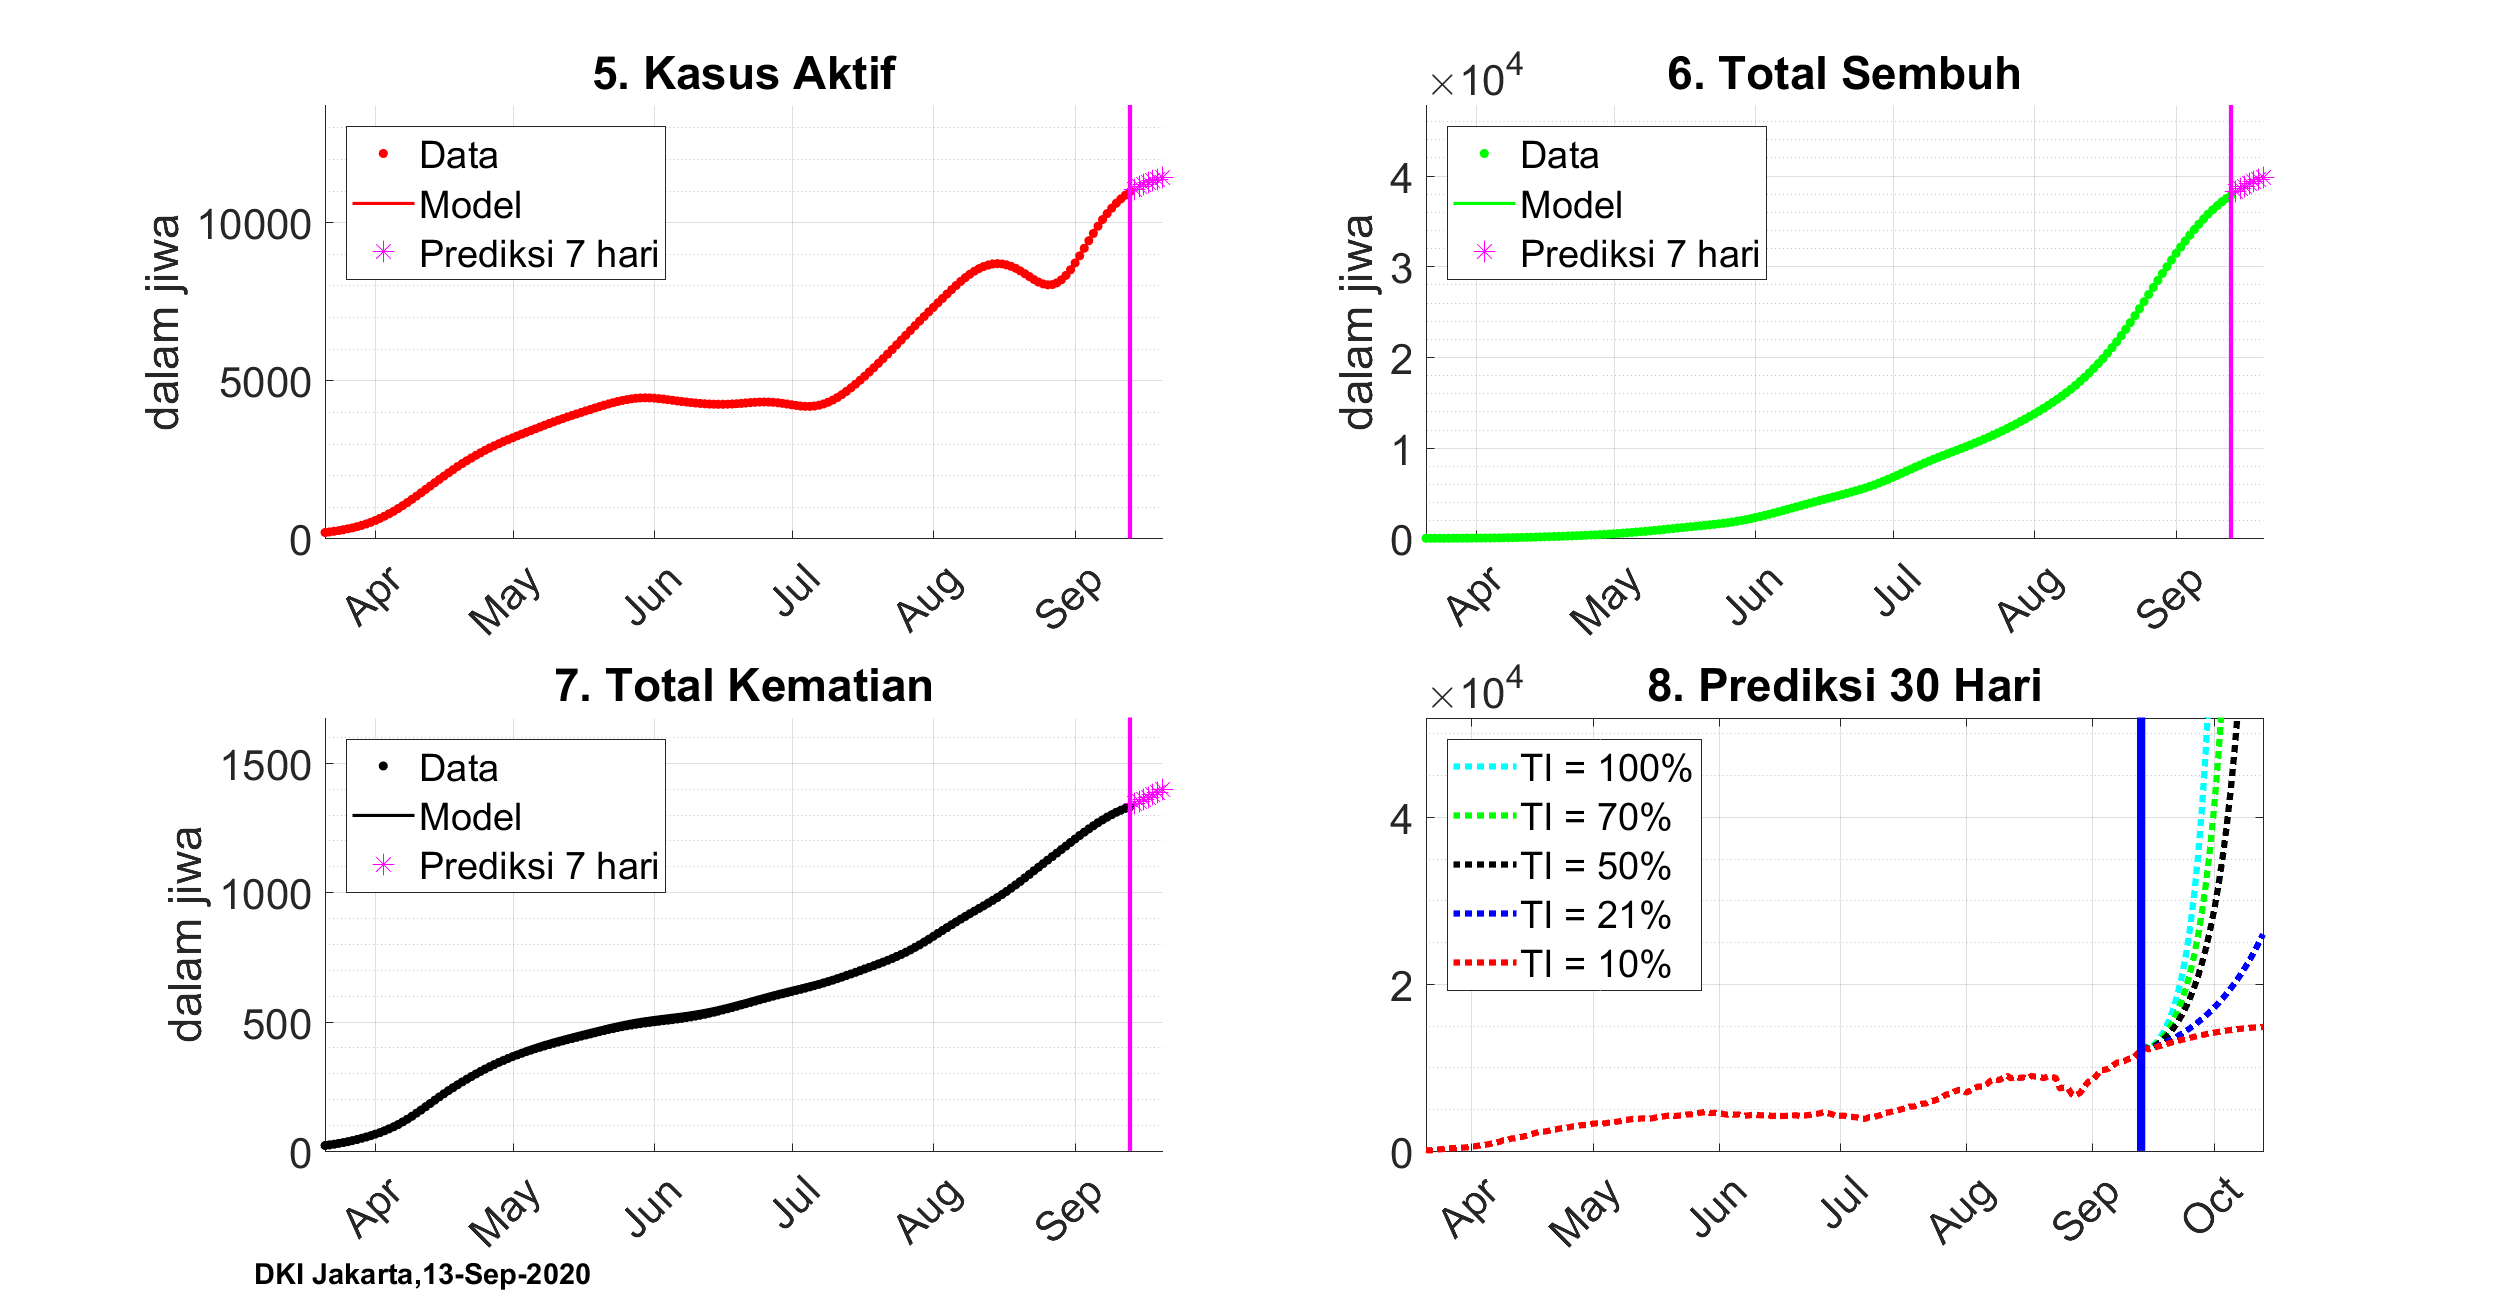 5. Kasus Aktif
dalam jiwa
10000
5000
0
Data
Model
Prediksi 7 hari
Apr
May
Jun
Jul
Aug
Sep
6. Total Sembuh
×10⁴
dalam jiwa
4
3
2
1
0
Data
Model
Prediksi 7 hari
Apr
May
Jun
Jul
Aug
Sep
7. Total Kematian
dalam jiwa
1500
1000
500
0
Data
Model
Prediksi 7 hari
Apr
May
Jun
Jul
Aug
Sep
8. Prediksi 30 Hari
×10⁴
4
2
0
TI = 100%
TI = 70%
TI = 50%
TI = 21%
TI = 10%
Apr
May
Jun
Jul
Aug
Sep
Oct
DKI Jakarta,13-Sep-2020